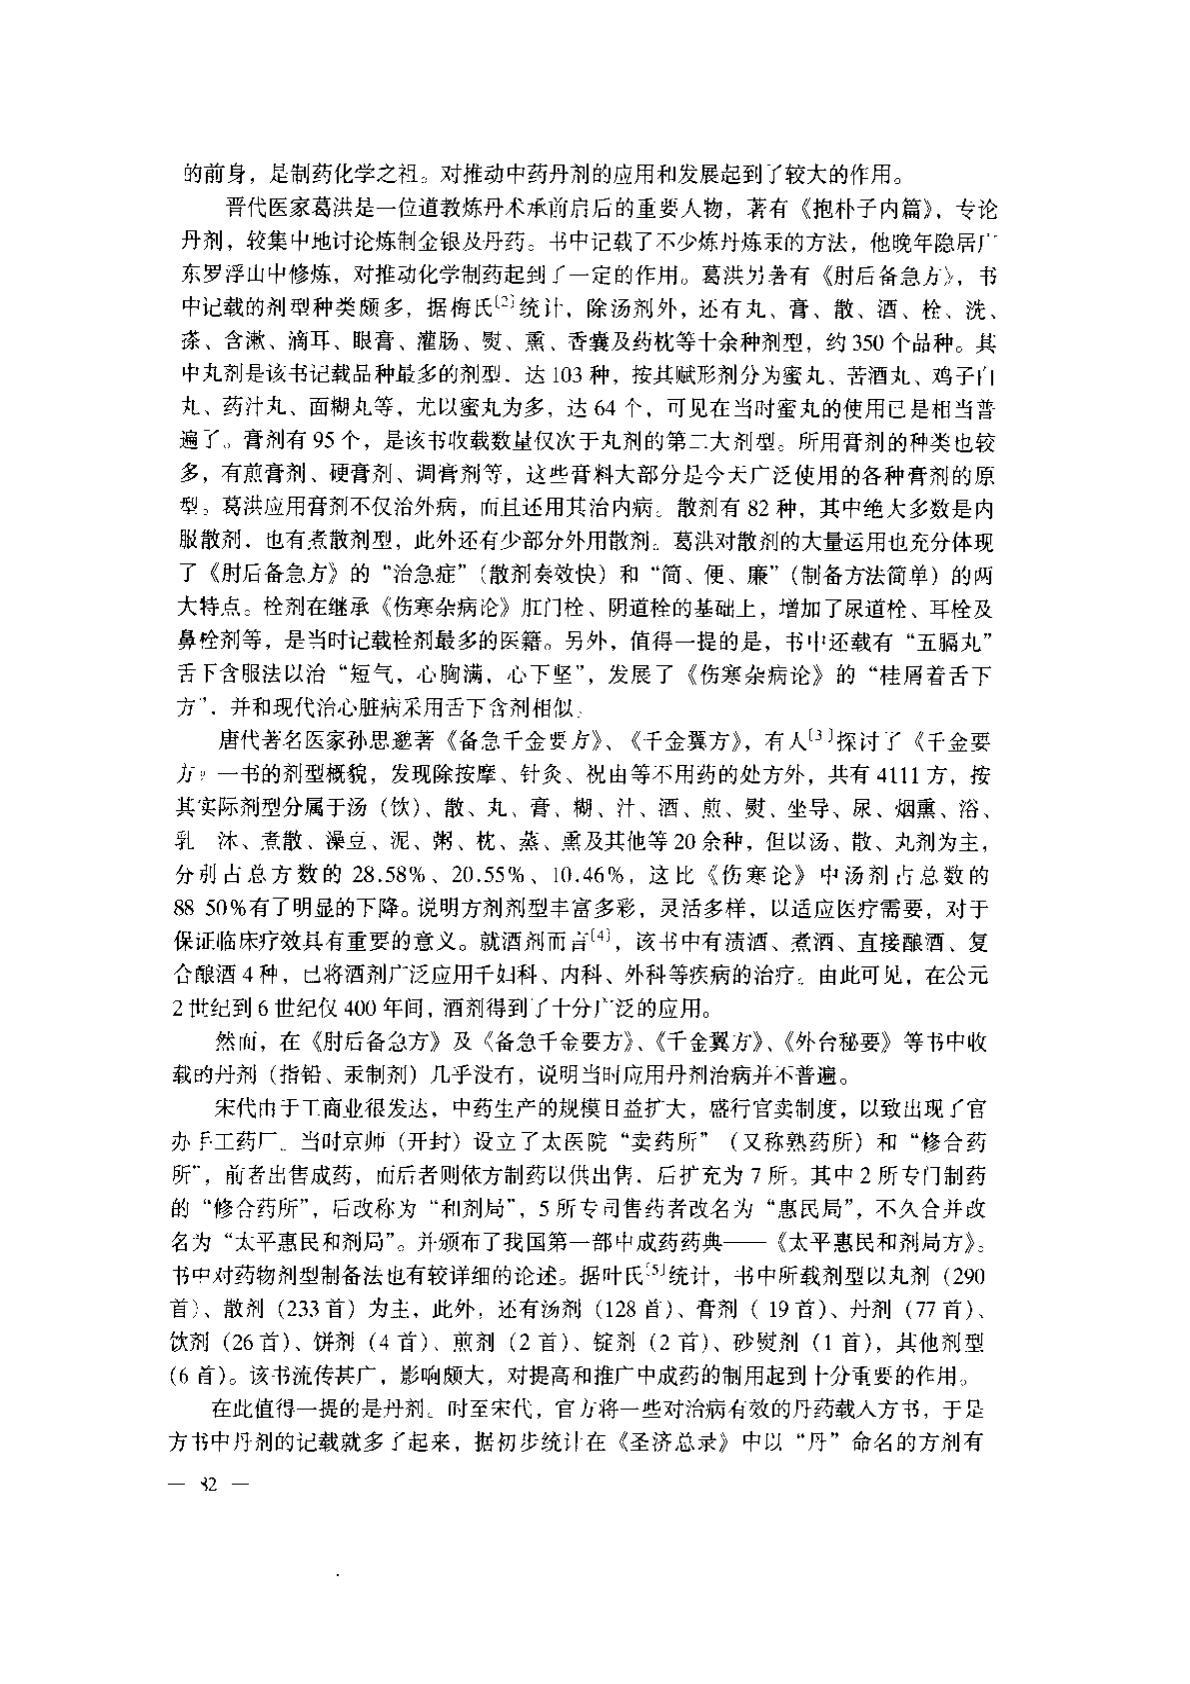 的前身，是制药化学之祖。对推动中药丹剂的应用和发展起到了较大的作用。
晋代医家葛洪是一位道教炼丹术承前启后的重要人物，著有《抱朴子内篇》，专论
丹剂，较集中地讨论炼制金银及丹药。书中记载了不少炼丹炼汞的方法，他晚年隐居广
东罗浮山中修炼，对推动化学制药起到了一定的作用。葛洪另著有《肘后备急方》，书
中记载的剂型种类颇多，据梅氏〔2〕统计，除汤剂外，还有丸、膏、散、酒、栓、洗、
茶、含漱、滴耳、眼膏、灌肠、熨、熏、香囊及药枕等十余种剂型，约 350 个品种。其
中丸剂是该书记载品种最多的剂型．达 103 种，按其赋形剂分为蜜丸、苦酒丸、鸡子白
丸、药汁丸、面糊丸等，尤以蜜丸为多，达 64 个，可见在当时蜜丸的使用已是相当普
遍了。膏剂有 95 个，是该书收载数量仅次于丸剂的第二大剂型。所用膏剂的种类也较
多，有煎膏剂、硬膏剂、调膏剂等，这些膏料大部分是今天广泛使用的各种膏剂的原
型。葛洪应用膏剂不仅治外病，而且还用其治内病。散剂有 82 种，其中绝大多数是内
服散剂．也有煮散剂型，此外还有少部分外用散剂。葛洪对散剂的大量运用也充分体现
了《肘后备急方》的“治急症”（散剂奏效快）和“简、便、廉”（制备方法简单）的两
大特点。栓剂在继承《伤寒杂病论》肛门栓、阴道栓的基础上，增加了尿道栓、耳栓及
鼻栓剂等，是当时记载栓剂最多的医籍。另外，值得一提的是，书中还载有“五膈丸”
舌下含服法以治“短气，心胸满，心下坚”，发展了《伤寒杂病论》的“桂屑着舌下
方”．并和现代治心脏病采用舌下含剂相似．
唐代著名医家孙思邈著《备急千金要方》、《千金翼方》，有人〔3〕探讨了《千金要
方》一书的剂型概貌，发现除按摩、针灸、祝由等不用药的处方外，共有 4111 方，按
其实际剂型分属于汤（饮）、散、丸、膏、糊、汁、酒、煎、熨、坐导、尿、烟熏、浴、
乳 沐、煮散、澡豆、泥、粥、枕、蒸、熏及其他等 20 余种，但以汤、散、丸剂为主，
分别占总方数的 28.58%、20.55%、10.46%，这比《伤寒论》中汤剂占总数的
88 50%有了明显的下降。说明方剂剂型丰富多彩，灵活多样，以适应医疗需要，对于
保证临床疗效具有重要的意义。就酒剂而言〔4〕，该书中有渍酒、煮酒、直接酿酒、复
合酿酒 4 种，已将酒剂广泛应用于妇科、内科、外科等疾病的治疗。由此可见，在公元
2 世纪到 6 世纪仅 400 年间，酒剂得到了十分广泛的应用。
然而，在《肘后备急方》及《备急千金要方》、《千金翼方》、《外台秘要》等书中收
载的丹剂（指铅、汞制剂）几乎没有，说明当时应用丹剂治病并不普遍。
宋代由于工商业很发达，中药生产的规模日益扩大，盛行官卖制度，以致出现了官
办手工药厂。当时京师（开封）设立了太医院“卖药所”（又称熟药所）和“修合药
所”，前者出售成药，而后者则依方制药以供出售．后扩充为 7 所。其中 2 所专门制药
的“修合药所”，后改称为“和剂局”，5 所专司售药者改名为“惠民局”，不久合并改
名为“太平惠民和剂局”。并颁布了我国第一部中成药药典——《太平惠民和剂局方》。
书中对药物剂型制备法也有较详细的论述。据叶氏〔5〕统计，书中所载剂型以丸剂（290
首）、散剂（233 首）为主，此外，还有汤剂（128 首）、膏剂（ 19 首）、丹剂（77 首）、
饮剂（26 首）、饼剂（4 首）、煎剂（2 首）、锭剂（2 首）、砂熨剂（1 首），其他剂型
（6 首）。该书流传甚广，影响颇大，对提高和推广中成药的制用起到十分重要的作用。
在此值得一提的是丹剂。时至宋代，官方将一些对治病有效的丹药载入方书，于是
方书中丹剂的记载就多了起来，据初步统计在《圣济总录》中以“丹”命名的方剂有
— 82 —